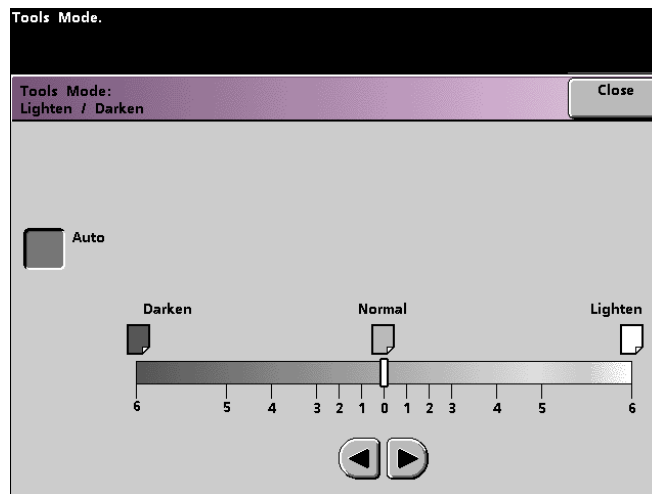 Tools Mode.
Tools Mode:
Lighten / Darken
Close
Auto
Darken Normal Lighten
6 5 4 3 2 1 0 1 2 3 4 5 6